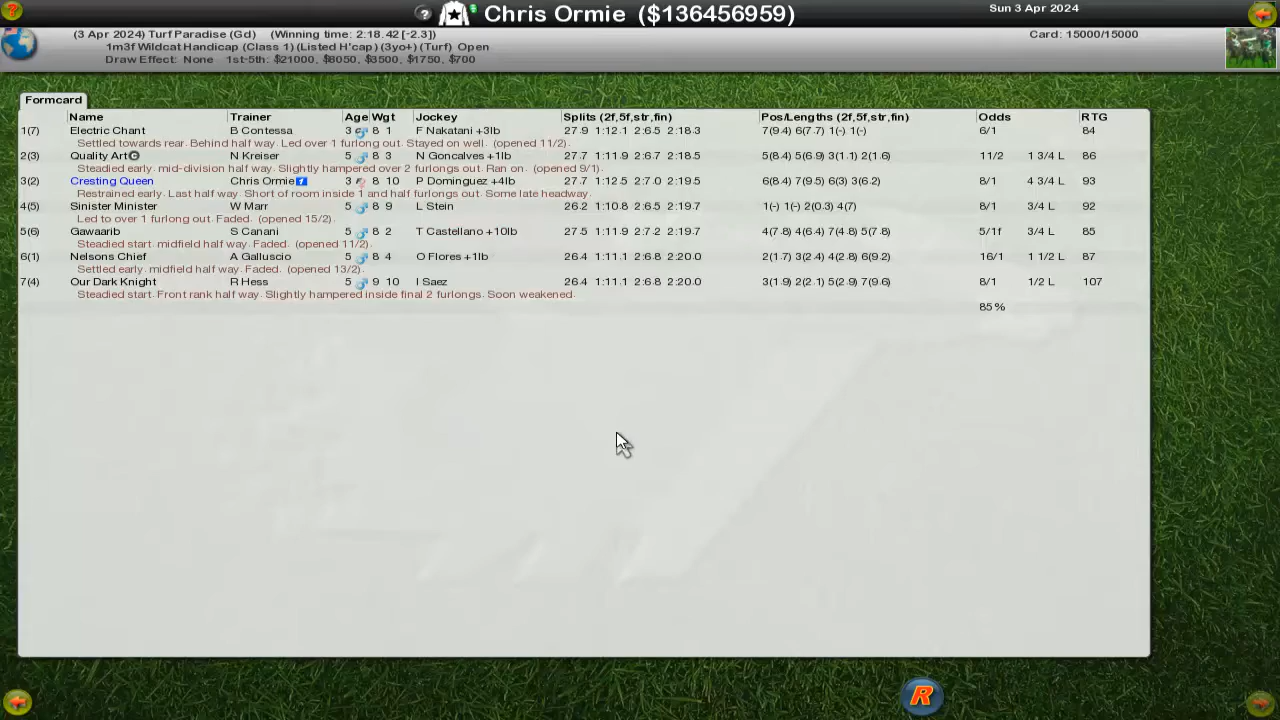 ? ? Chris Ormie ($136456959) Sun 3 Apr 2024
(3 Apr 2024) Turf Paradise (Gd) (Winning time: 2:18.42 [-2.3]) Card: 15000/15000
1m3f Wildcat Handicap (Class 1) (Listed H'cap) (3yo+) (Turf) Open
Draw Effect: None 1st-5th: $21000, $8050, $3500, $1750, $700
Formcard
Name Trainer Age Wgt Jockey Splits (2f,5f,str,fin) Pos/Lengths (2f,5f,str,fin) Odds RTG
1(7) Electric Chant B Contessa 3 8 1 F Nakatani +3lb 27.9 1:12.1 2:6.5 2:18.3 7(9.4) 6(7.7) 1(-) 1(-) 6/1 84
Settled towards rear. Behind half way. Led over 1 furlong out. Stayed on well. (opened 11/2).
2(3) Quality Art C N Kreiser 5 8 3 N Goncalves +1lb 27.7 1:11.9 2:6.7 2:18.5 5(8.4) 5(6.9) 3(1.1) 2(1.6) 11/2 1 3/4 L 86
Steadied early. mid-division half way. Slightly hampered over 2 furlongs out. Ran on. (opened 9/1).
3(2) Cresting Queen Chris Ormie 3 8 10 P Dominguez +4lb 27.7 1:12.5 2:7.0 2:19.5 6(8.4) 7(9.5) 6(3) 3(6.2) 8/1 4 3/4 L 93
Restrained early. Last half way. Short of room inside 1 and half furlongs out. Some late headway.
4(5) Sinister Minister W Marr 5 8 9 L Stein 26.2 1:10.8 2:6.5 2:19.7 1(-) 1(-) 2(0.3) 4(7) 8/1 3/4 L 92
Led to over 1 furlong out. Faded. (opened 15/2).
5(6) Gawaarib S Canani 5 8 2 T Castellano +10lb 27.5 1:11.9 2:7.2 2:19.7 4(7.8) 4(6.4) 7(4.8) 5(7.8) 5/1f 3/4 L 85
Steadied start. midfield half way. Faded. (opened 11/2).
6(1) Nelsons Chief A Galluscio 5 8 4 O Flores +1lb 26.4 1:11.1 2:6.8 2:20.0 2(1.7) 3(2.4) 4(2.8) 6(9.2) 16/1 1 1/2 L 87
Settled early. midfield half way. Faded. (opened 13/2).
7(4) Our Dark Knight R Hess 5 9 10 I Saez 26.4 1:11.1 2:6.8 2:20.0 3(1.9) 2(2.1) 5(2.9) 7(9.6) 8/1 1/2 L 107
Steadied start. Front rank half way. Slightly hampered inside final 2 furlongs. Soon weakened.
85%
R